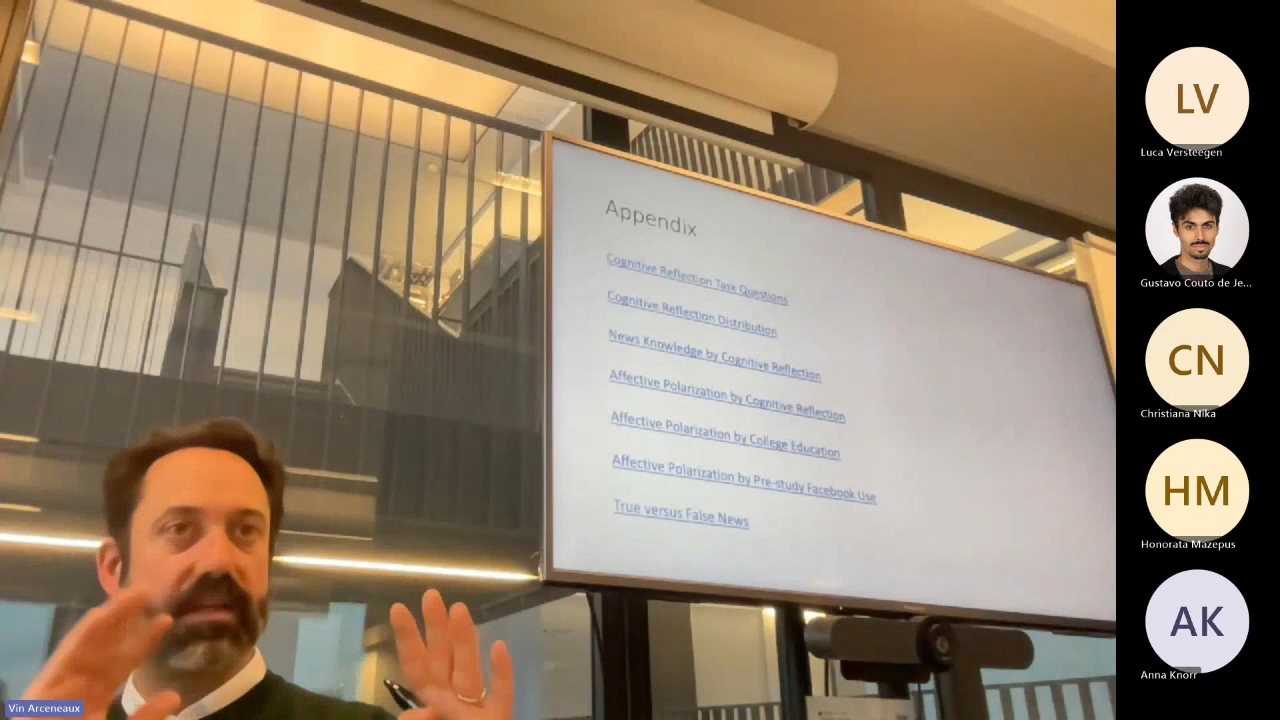 Appendix
Cognitive Reflection Task Questions
Cognitive Reflection Distribution
News Knowledge by Cognitive Reflection
Affective Polarization by Cognitive Reflection
Affective Polarization by College Education
Affective Polarization by Pre-study Facebook Use
True versus False News
Vin Arceneaux
LV
Luca Versteegen
Gustavo Couto de Je...
CN
Christiana Nika
HM
Honorata Mazepus
AK
Anna Knorr